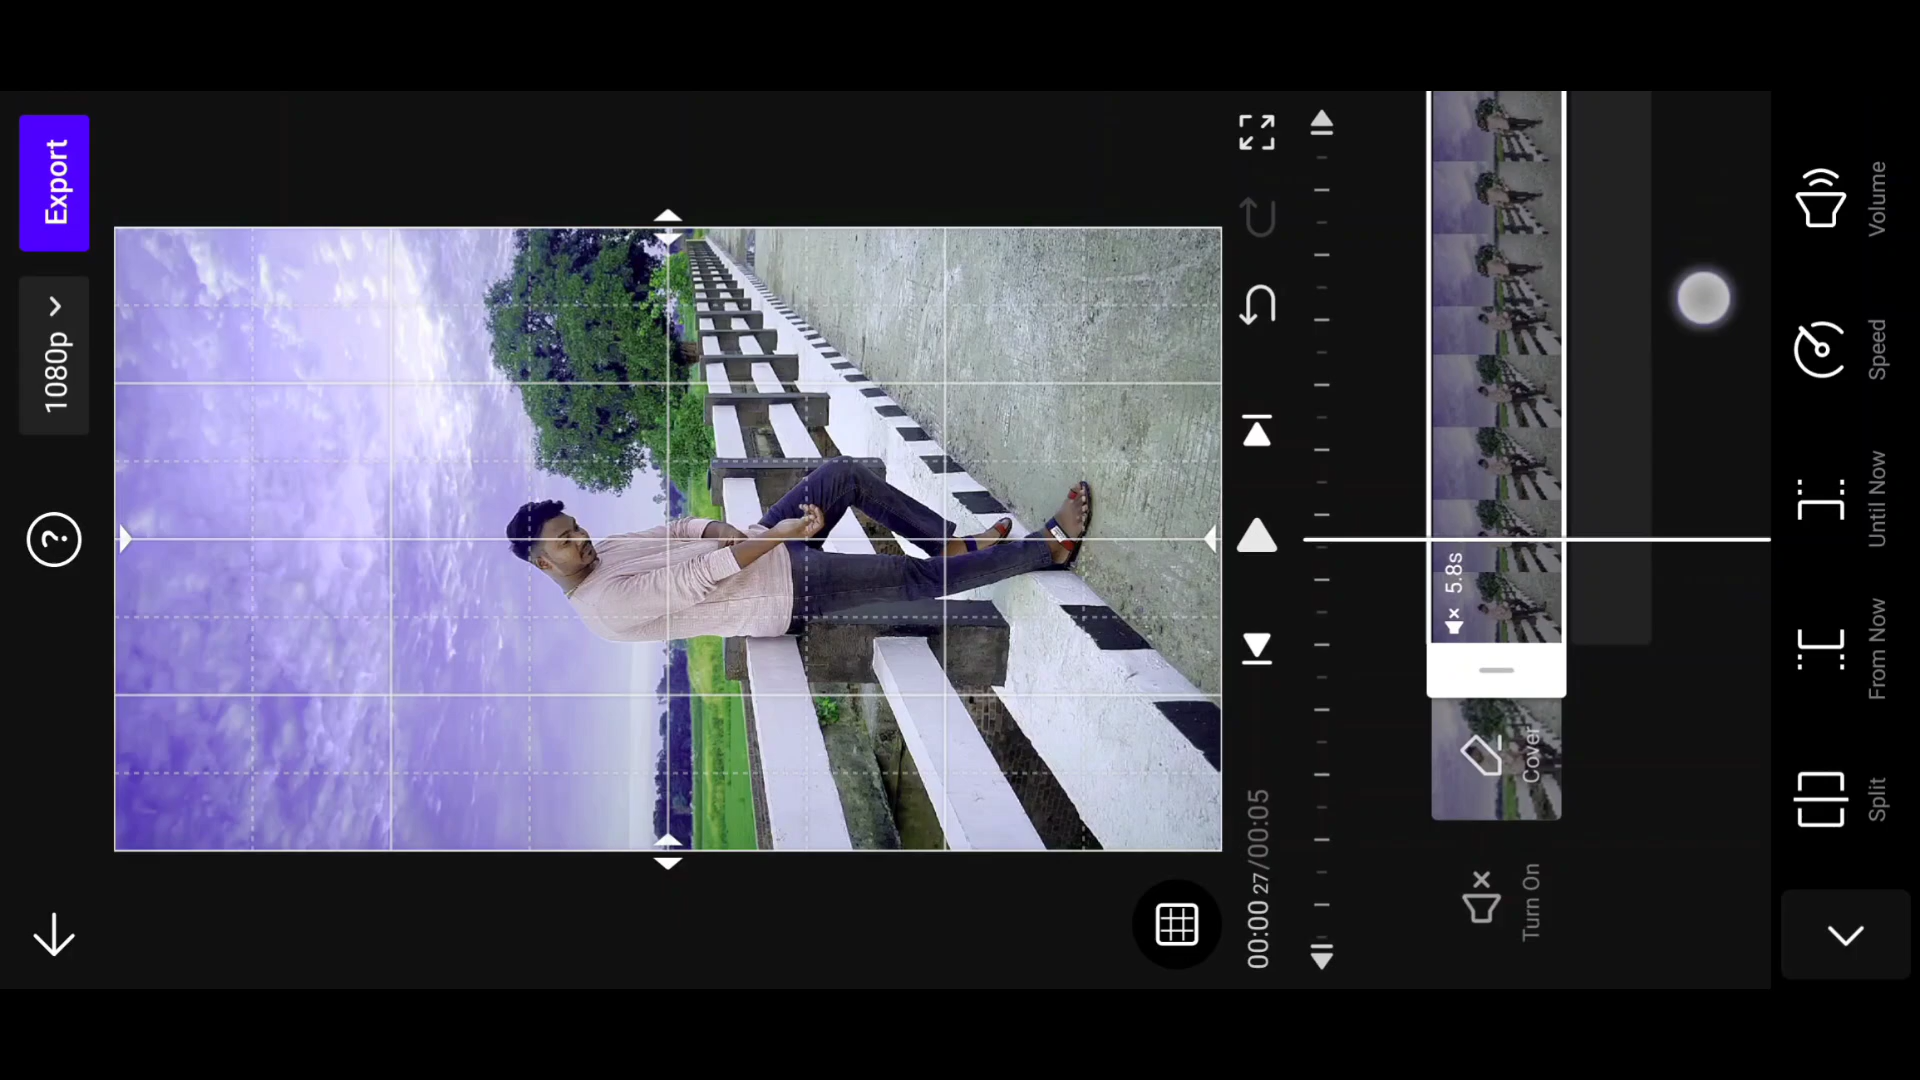 ?
1080p
Export
00:00 27/00:05
Turn On
Cover
5.8s
Split
From Now
Until Now
Speed
Volume